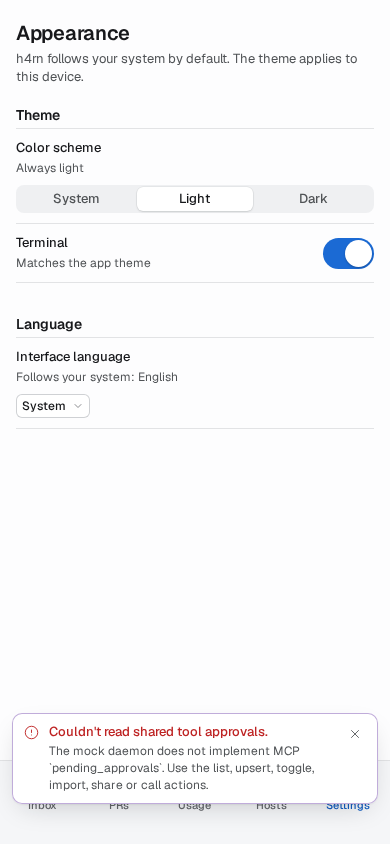 Appearance
h4rn follows your system by default. The theme applies to
this device.
Theme
Color scheme
Always light
System Light Dark
Terminal
Matches the app theme
Language
Interface language
Follows your system: English
System
Couldn't read shared tool approvals.
The mock daemon does not implement MCP
`pending_approvals`. Use the list, upsert, toggle,
import, share or call actions.
Inbox PRs Usage Hosts Settings